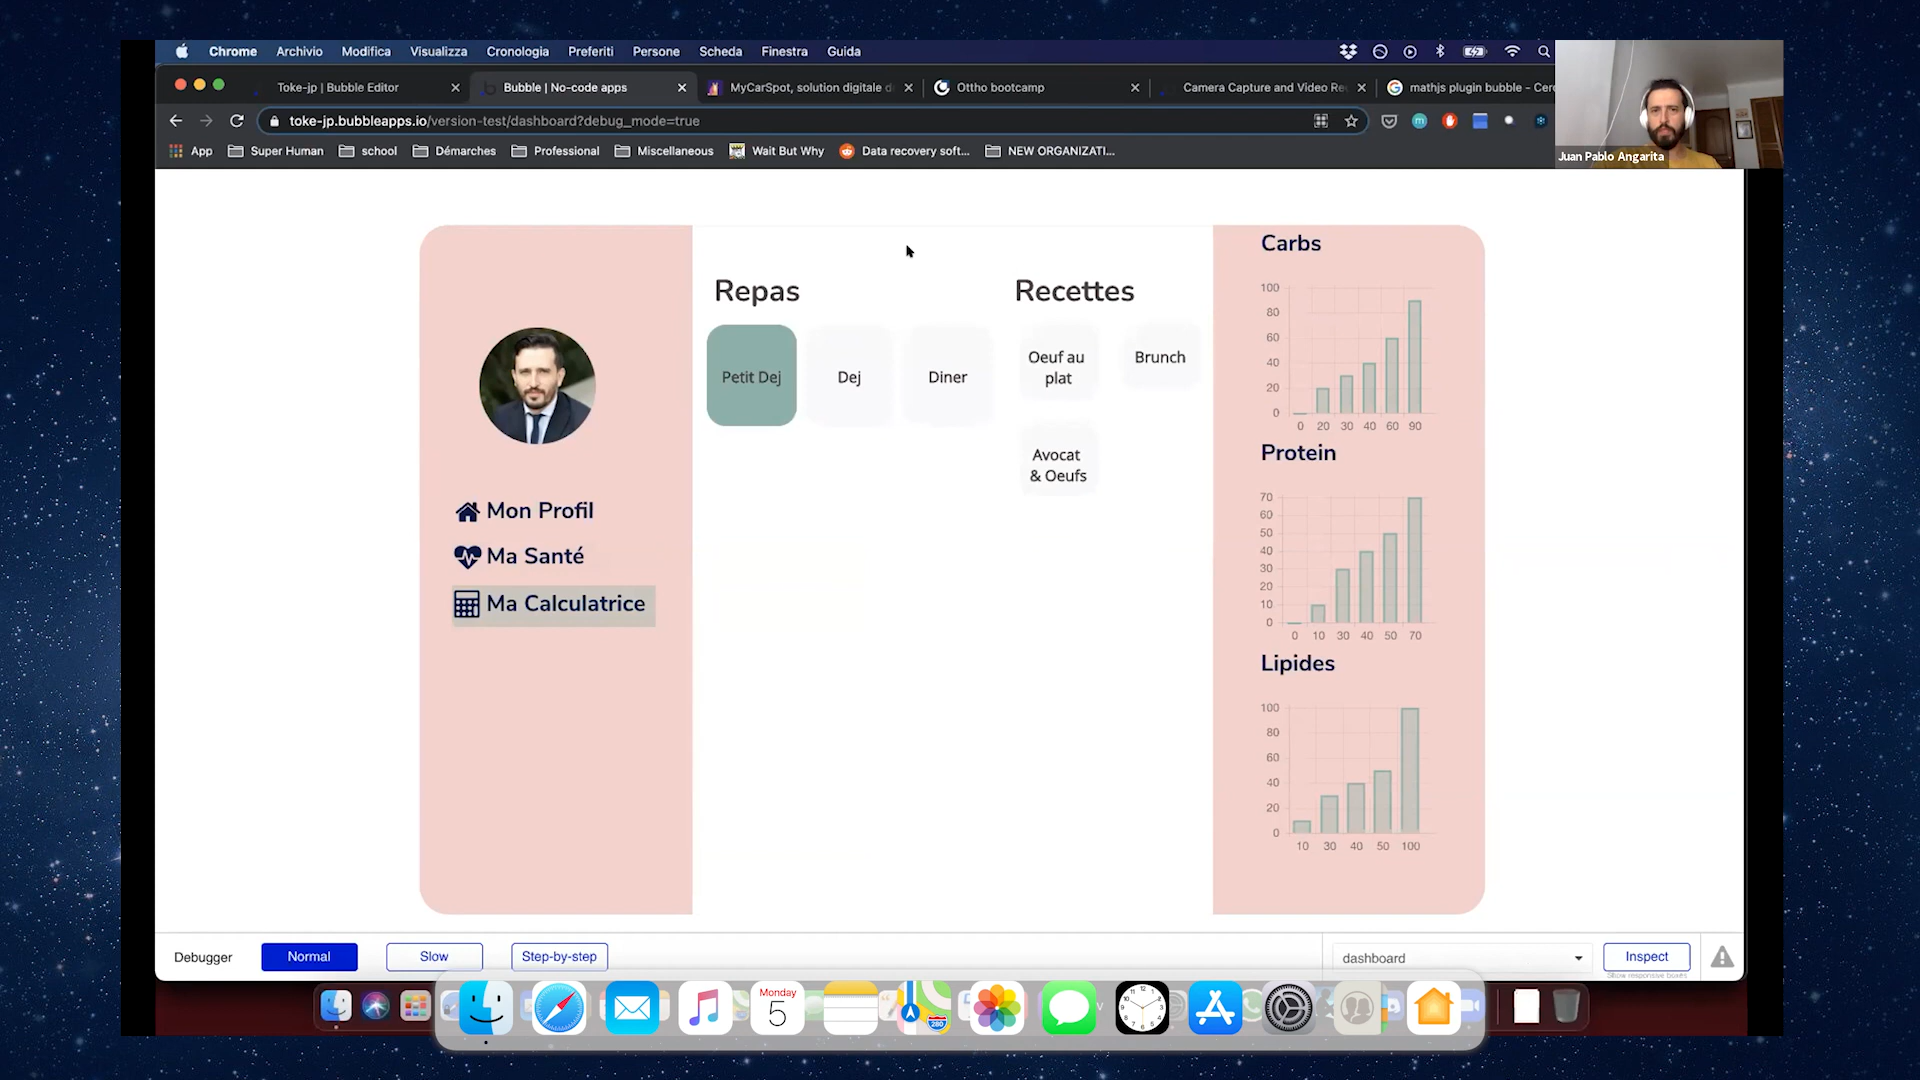 Chrome Archivio Modifica Visualizza Cronologia Preferiti Persone Scheda Finestra Guida
Toke-jp | Bubble Editor
Bubble | No-code apps
MyCarSpot, solution digitale d
Ottho bootcamp
Camera Capture and Video Re
mathjs plugin bubble - Cerc
toke-jp.bubbleapps.io/version-test/dashboard?debug_mode=true
App Super Human school Démarches Professional Miscellaneous Wait But Why Data recovery soft... NEW ORGANIZATI...
Juan Pablo Angarita
Mon Profil
Ma Santé
Ma Calculatrice
Repas
Petit Dej
Dej
Diner
Recettes
Oeuf au
plat
Brunch
Avocat
& Oeufs
Carbs
100
80
60
40
20
0
0 20 30 40 60 90
Protein
70
60
50
40
30
20
10
0
0 10 30 40 50 70
Lipides
100
80
60
40
20
0
10 30 40 50 100
Debugger Normal Slow Step-by-step
dashboard
Inspect
Show responsive boxes
Monday
5
280